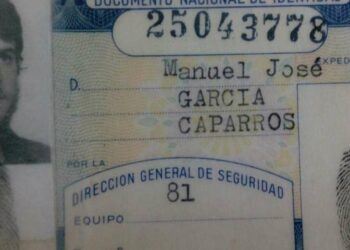 DOCUMENTO NACIONAL DE IDENTIDAD
25043778
Manuel José
D.
GARCIA
CAPARROS
POR LA
DIRECCION GENERAL DE SEGURIDAD
81
EQUIPO